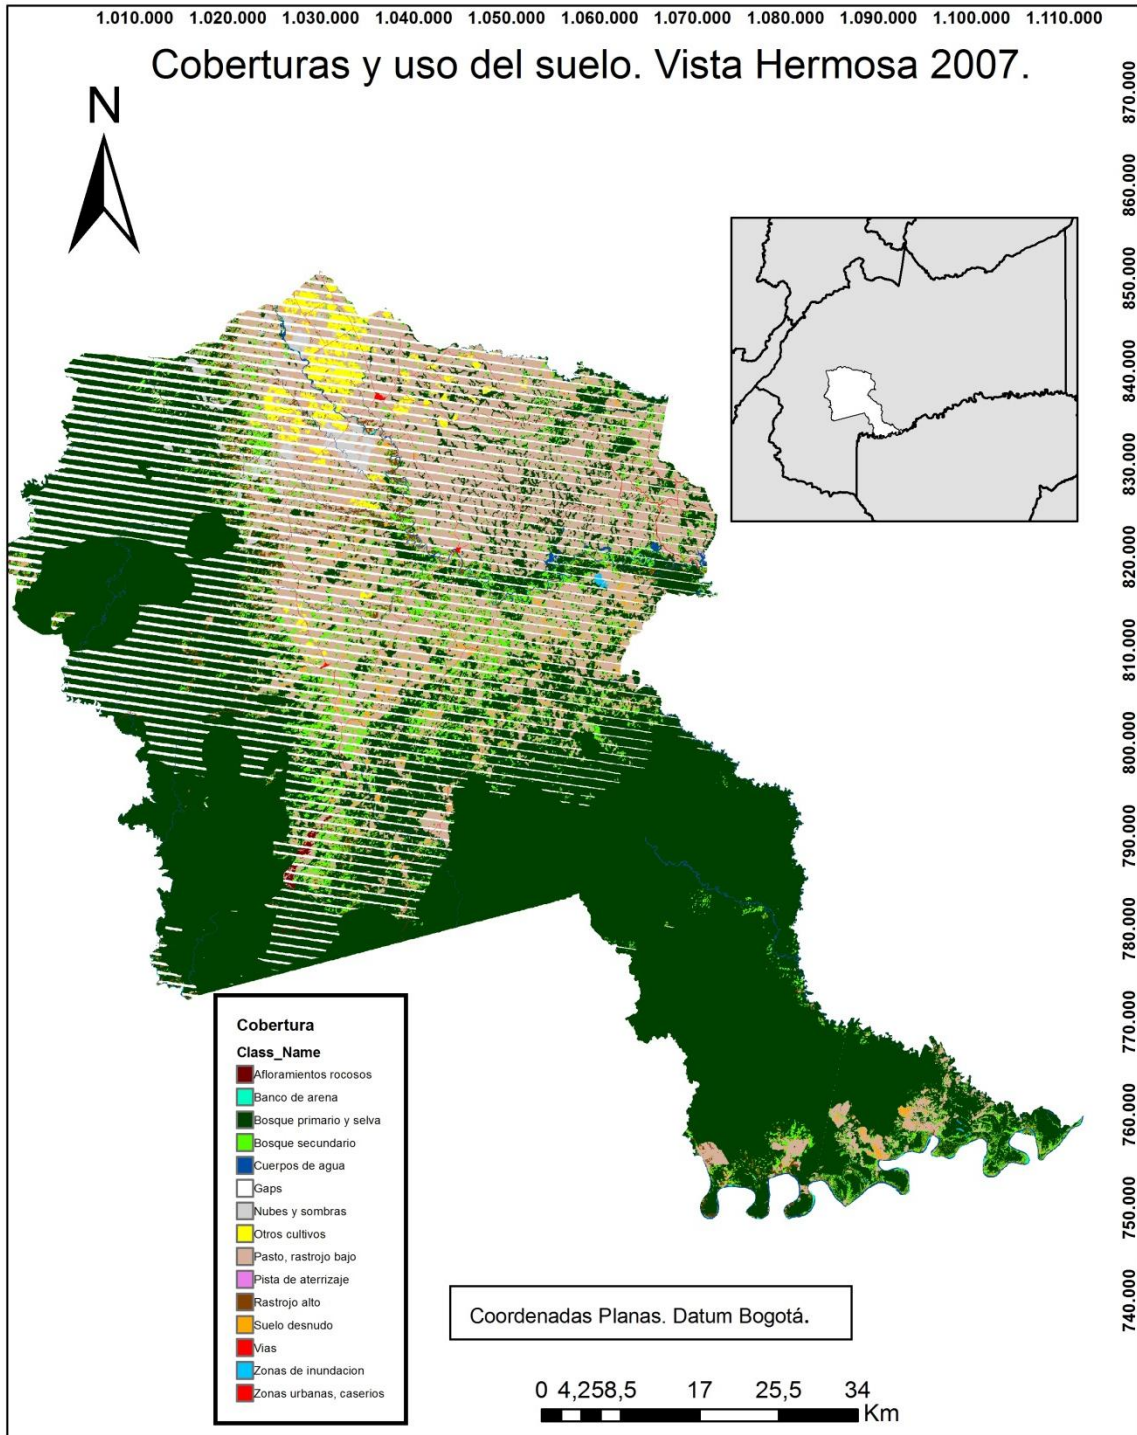 1.010.000 1.020.000 1.030.000 1.040.000 1.050.000 1.060.000 1.070.000 1.080.000 1.090.000 1.100.000 1.110.000
Coberturas y uso del suelo. Vista Hermosa 2007.
N
870.000
860.000
850.000
840.000
830.000
820.000
810.000
800.000
790.000
780.000
770.000
760.000
750.000
740.000
Cobertura
Class_Name
Afloramientos rocosos
Banco de arena
Bosque primario y selva
Bosque secundario
Cuerpos de agua
Gaps
Nubes y sombras
Otros cultivos
Pasto, rastrojo bajo
Pista de aterrizaje
Rastrojo alto
Suelo desnudo
Vias
Zonas de inundacion
Zonas urbanas, caserios
Coordenadas Planas. Datum Bogotá.
0 4,25 8,5 17 25,5 34
Km